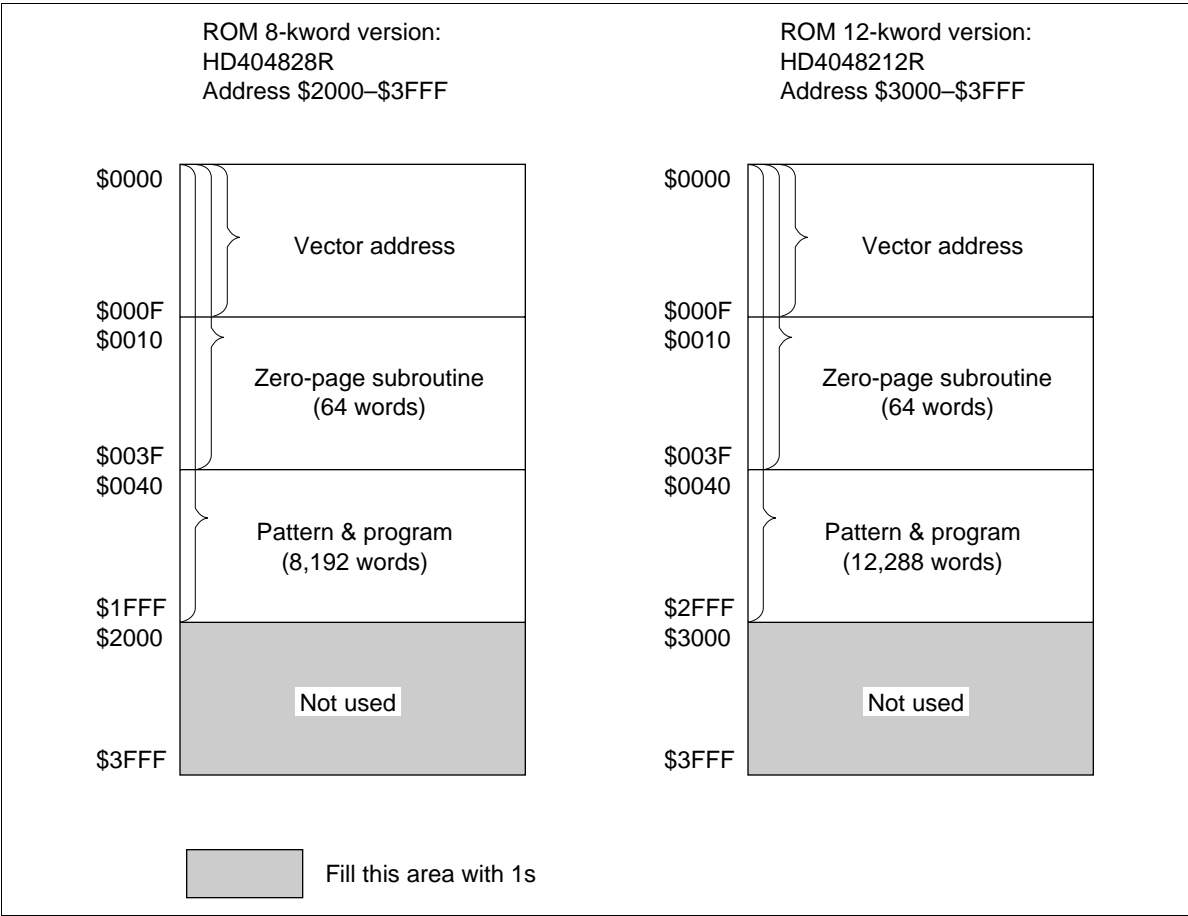 ROM 8-kword version:
HD404828R
Address $2000–$3FFF
ROM 12-kword version:
HD4048212R
Address $3000–$3FFF
$0000
Vector address
$000F
$0010
Zero-page subroutine
(64 words)
$003F
$0040
Pattern & program
(8,192 words)
$1FFF
$2000
Not used
$3FFF
$0000
Vector address
$000F
$0010
Zero-page subroutine
(64 words)
$003F
$0040
Pattern & program
(12,288 words)
$2FFF
$3000
Not used
$3FFF
Fill this area with 1s